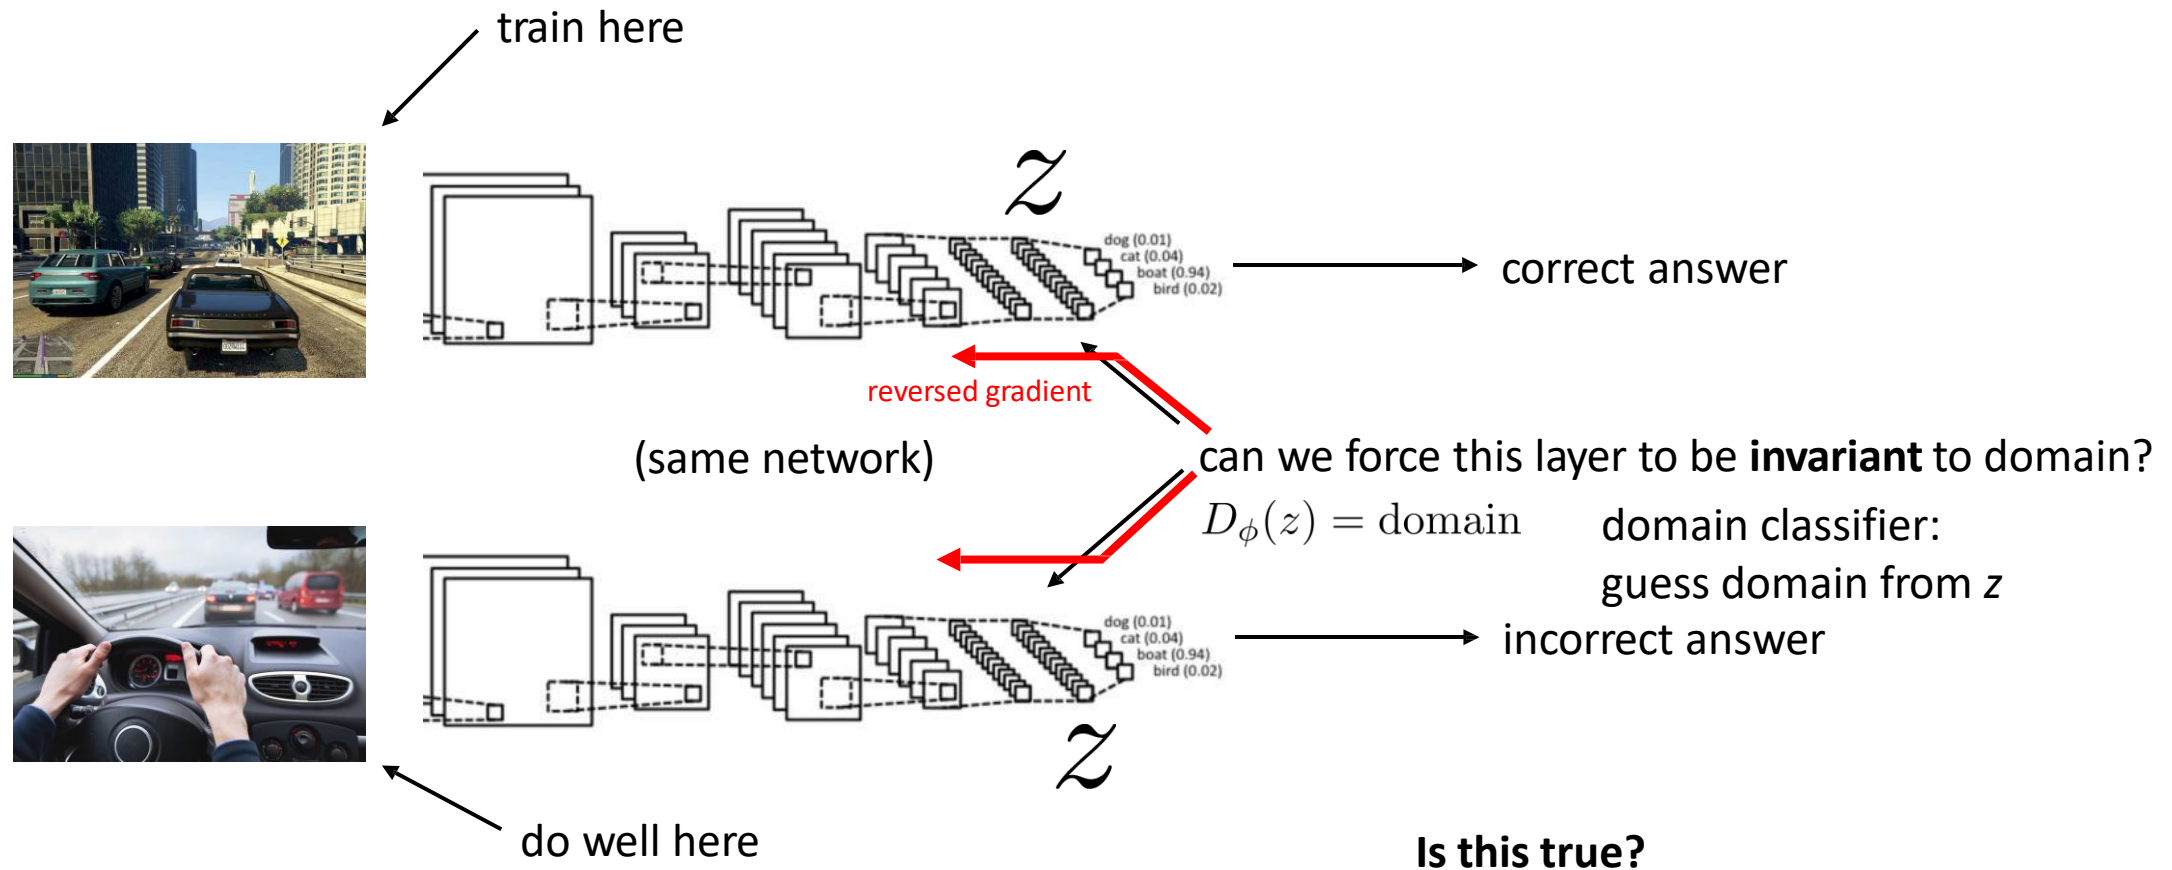 train here
z
dog (0.01)
cat (0.04)
boat (0.94)
bird (0.02)
correct answer
reversed gradient
(same network)
can we force this layer to be invariant to domain?
D_ϕ(z) = domain
domain classifier:
guess domain from z
dog (0.01)
cat (0.04)
boat (0.94)
bird (0.02)
incorrect answer
z
do well here
Is this true?